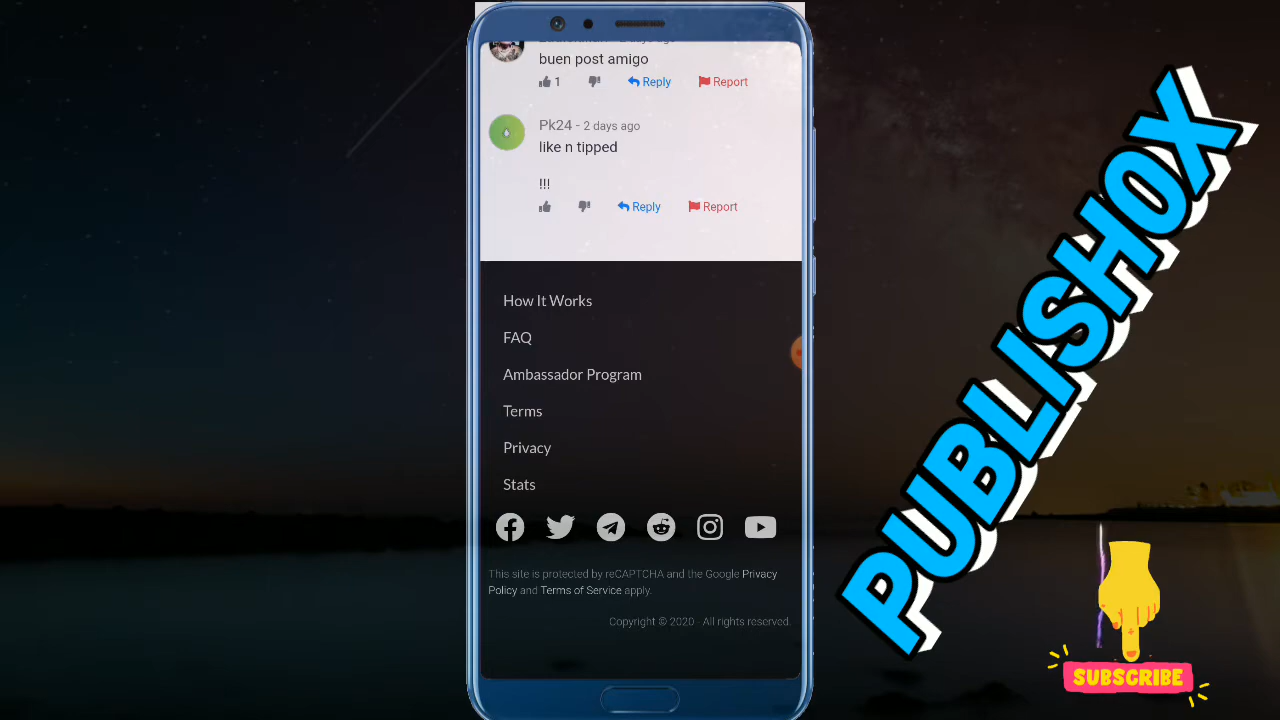 buen post amigo
1 Reply Report
Pk24 - 2 days ago
like n tipped
!!!
Reply Report
How It Works
FAQ
Ambassador Program
Terms
Privacy
Stats
This site is protected by reCAPTCHA and the Google Privacy
Policy and Terms of Service apply.
Copyright © 2020 - All rights reserved.
PUBLISH0X
SUBSCRIBE